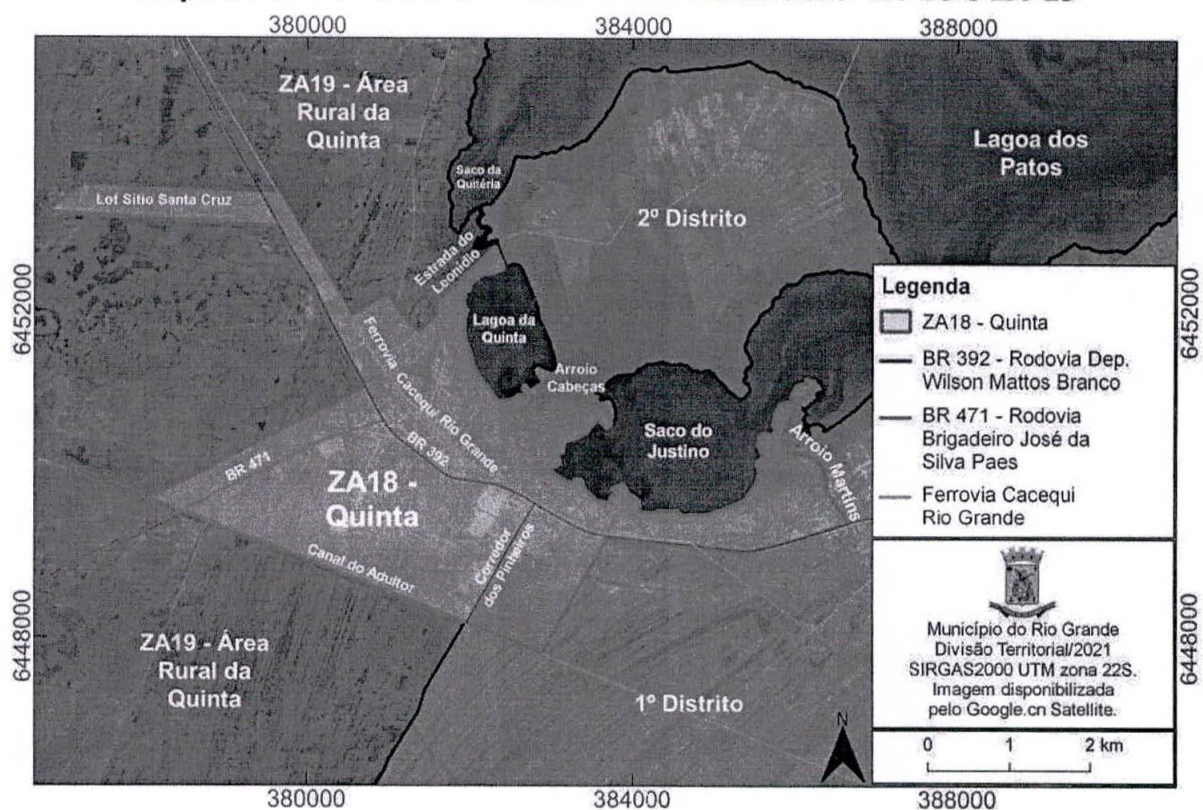 380000
384000
388000
ZA19 - Área
Rural da
Quinta
Lagoa dos
Patos
Saco da
Quitéria
Lot Sitio Santa Cruz
2º Distrito
Estrada do
Leonídio
6452000
6452000
Lagoa da
Quinta
Ferrovia Cacequi Rio Grande
Arroio
Cabeças
BR 392
Saco do
Justino
Arroio Martins
BR 471
ZA18 -
Quinta
Corredor
dos Pinheiros
Canal do Adultor
ZA19 - Área
Rural da
Quinta
1º Distrito
6448000
6448000
Legenda
ZA18 - Quinta
BR 392 - Rodovia Dep.
Wilson Mattos Branco
BR 471 - Rodovia
Brigadeiro José da
Silva Paes
Ferrovia Cacequi
Rio Grande
Município do Rio Grande
Divisão Territorial/2021
SIRGAS2000 UTM zona 22S.
Imagem disponibilizada
pelo Google.cn Satellite.
N
0 1 2 km
380000
384000
388000